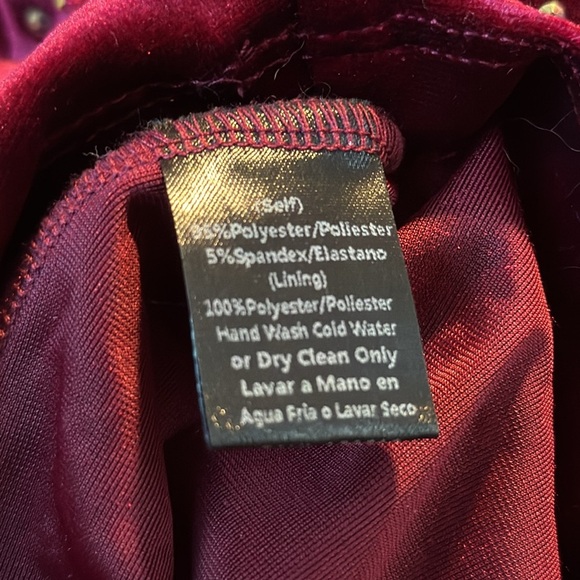 (Self)
95%Polyester/Poliester
5%Spandex/Elastano
(Lining)
100%Polyester/Poliester
Hand Wash Cold Water
or Dry Clean Only
Lavar a Mano en
Agua Fria o Lavar Seco